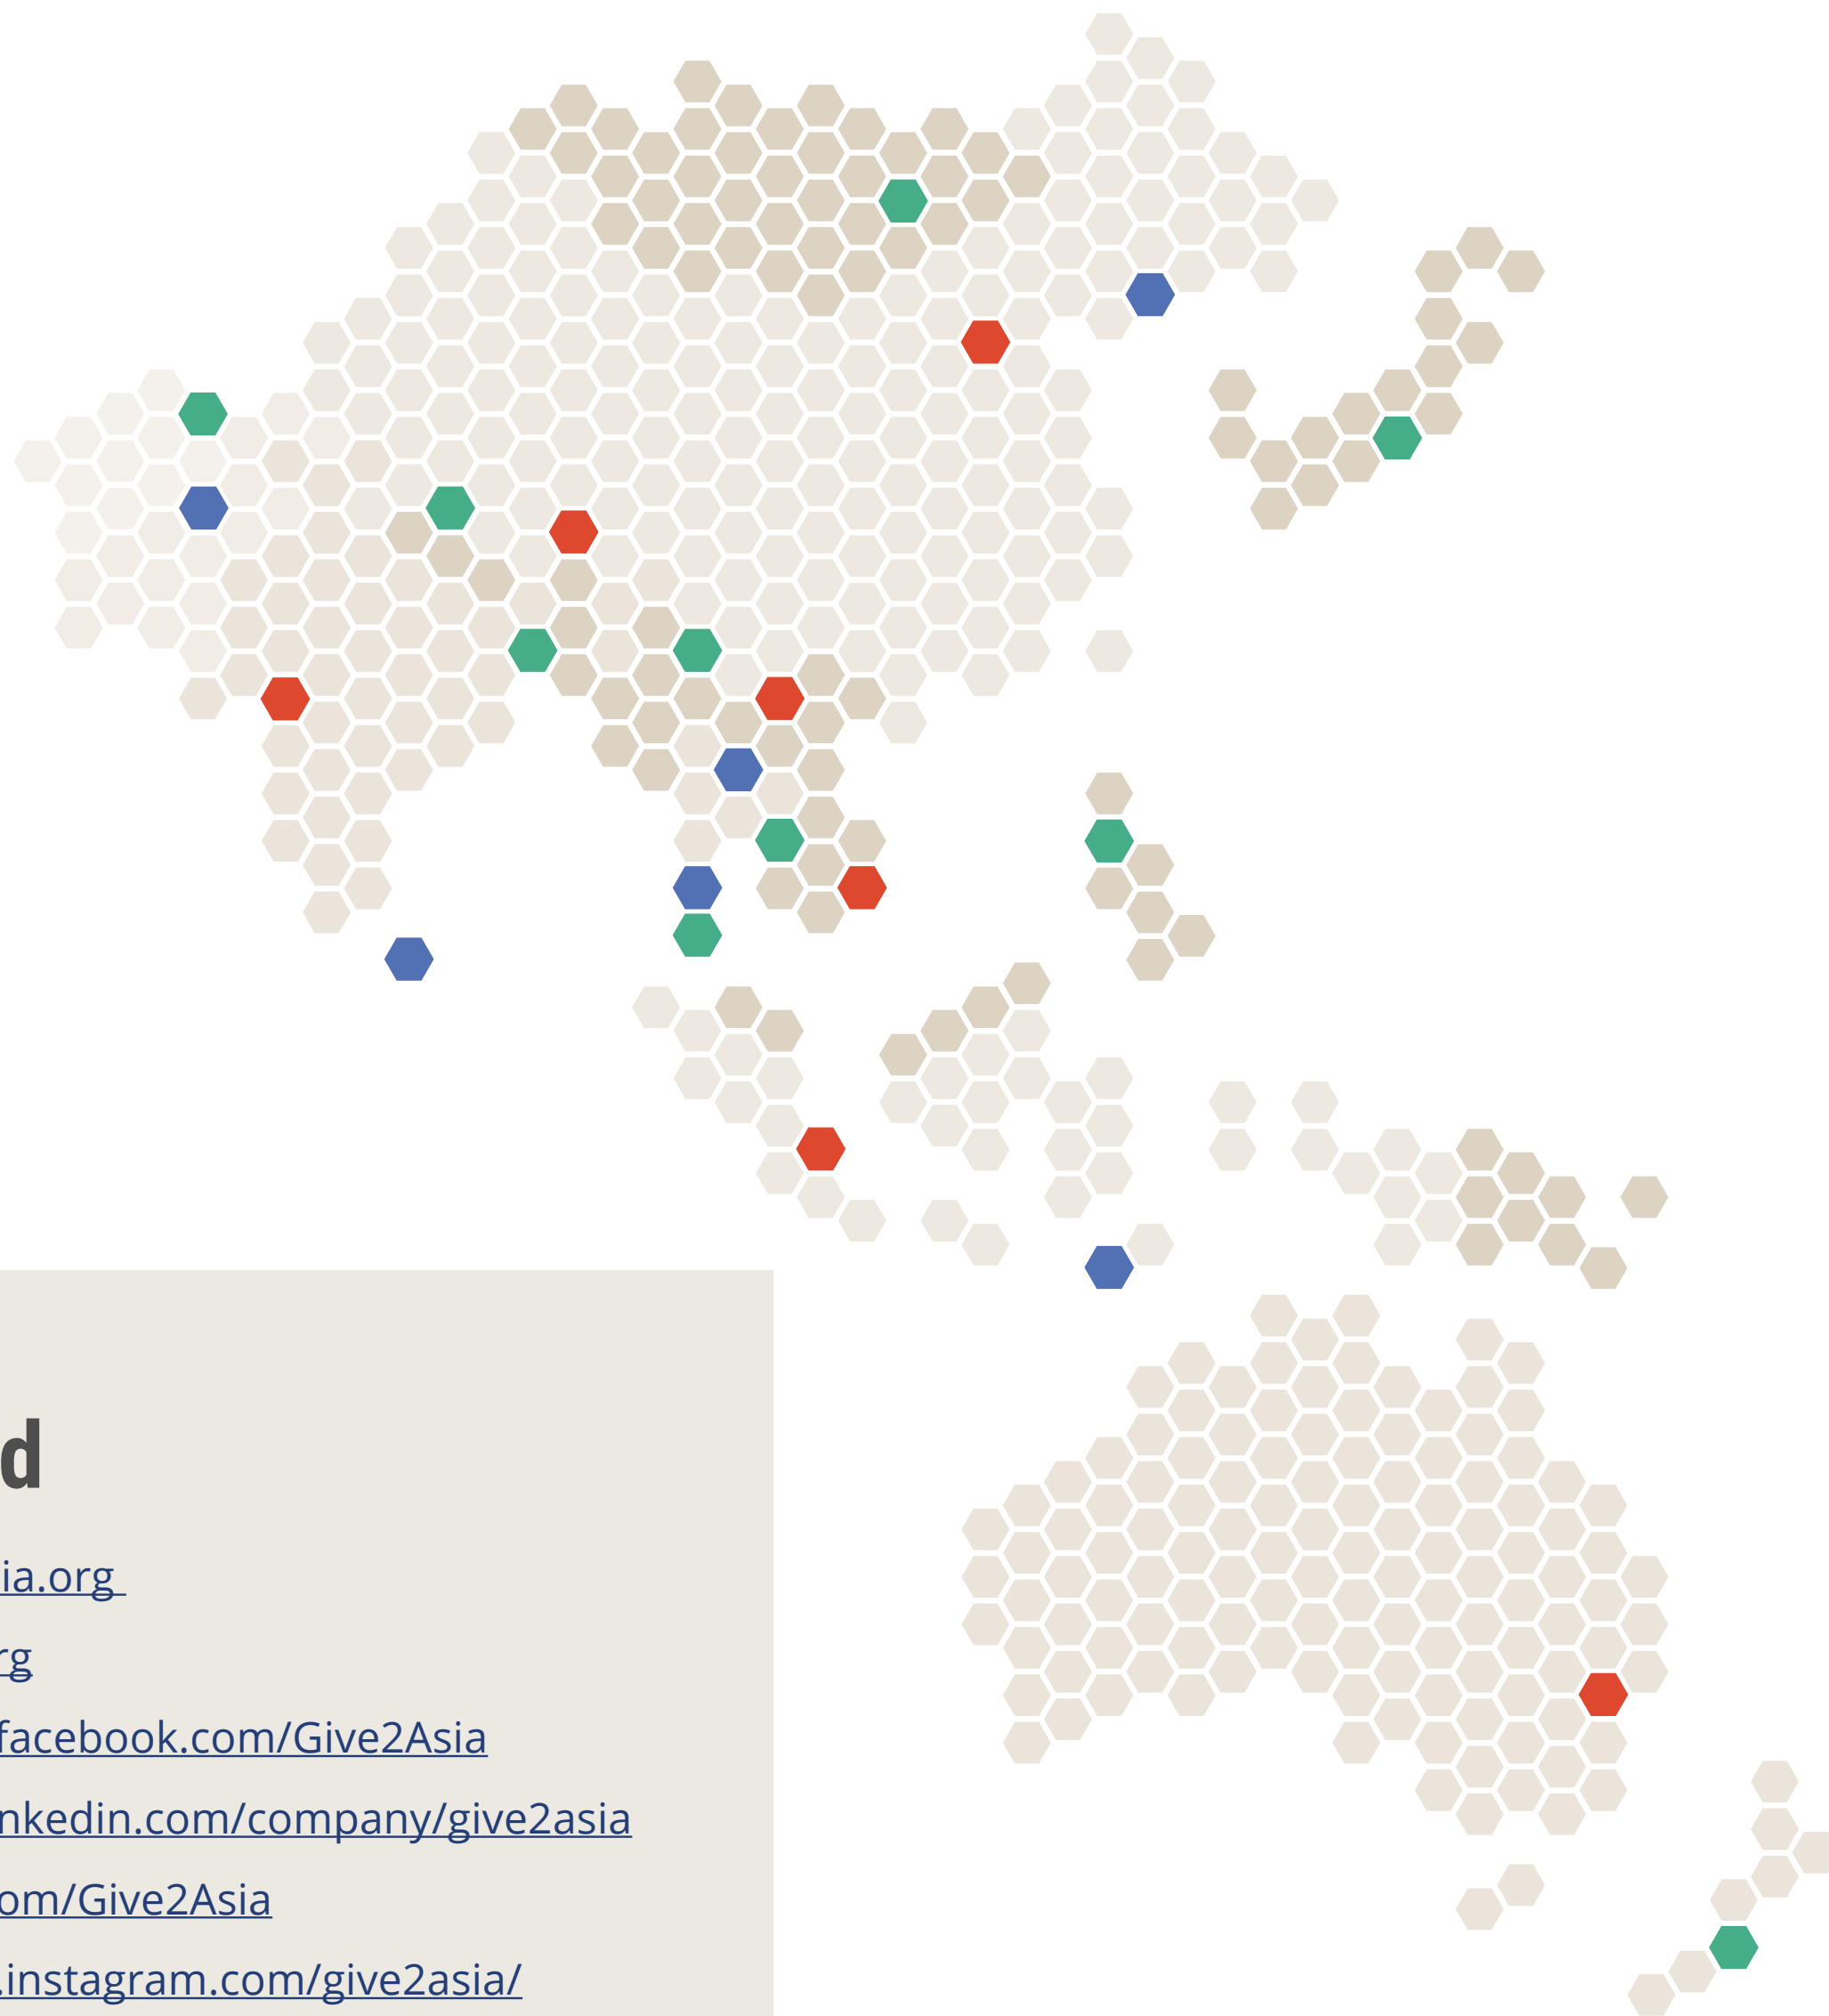 d
ia.org
rg
facebook.com/Give2Asia
nkedin.com/company/give2asia
om/Give2Asia
.instagram.com/give2asia/